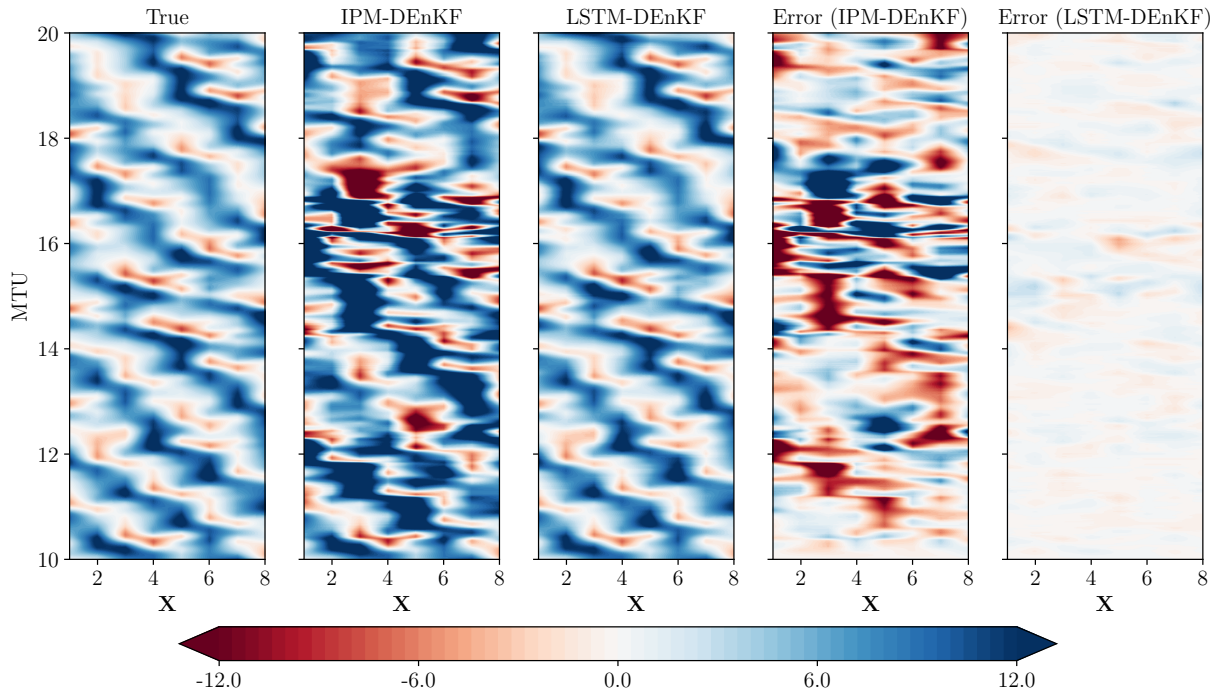 True IPM-DEnKF LSTM-DEnKF Error (IPM-DEnKF) Error (LSTM-DEnKF)
20
18
16
14
12
10
MTU
2 4 6 8 2 4 6 8 2 4 6 8 2 4 6 8 2 4 6 8
X X X X X
-12.0 -6.0 0.0 6.0 12.0